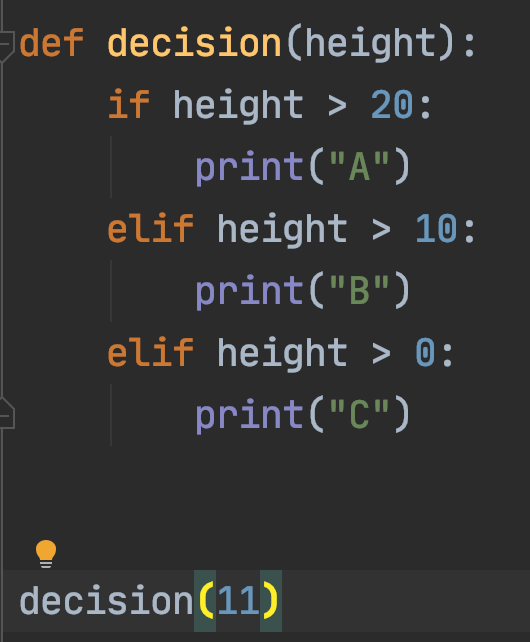 def decision(height):
    if height > 20:
        print("A")
    elif height > 10:
        print("B")
    elif height > 0:
        print("C")
decision(11)